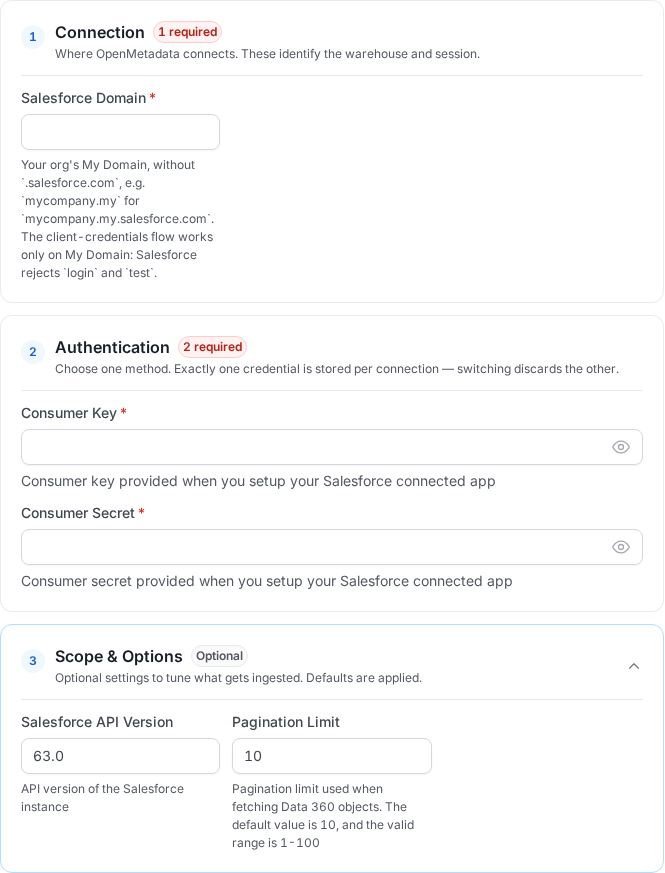 1
Connection
1 required
Where OpenMetadata connects. These identify the warehouse and session.
Salesforce Domain *
Your org's My Domain, without
`.salesforce.com`, e.g.
`mycompany.my` for
`mycompany.my.salesforce.com`.
The client-credentials flow works
only on My Domain: Salesforce
rejects `login` and `test`.
2
Authentication
2 required
Choose one method. Exactly one credential is stored per connection — switching discards the other.
Consumer Key *
Consumer key provided when you setup your Salesforce connected app
Consumer Secret *
Consumer secret provided when you setup your Salesforce connected app
3
Scope & Options
Optional
Optional settings to tune what gets ingested. Defaults are applied.
Salesforce API Version
63.0
API version of the Salesforce
instance
Pagination Limit
10
Pagination limit used when
fetching Data 360 objects. The
default value is 10, and the valid
range is 1-100